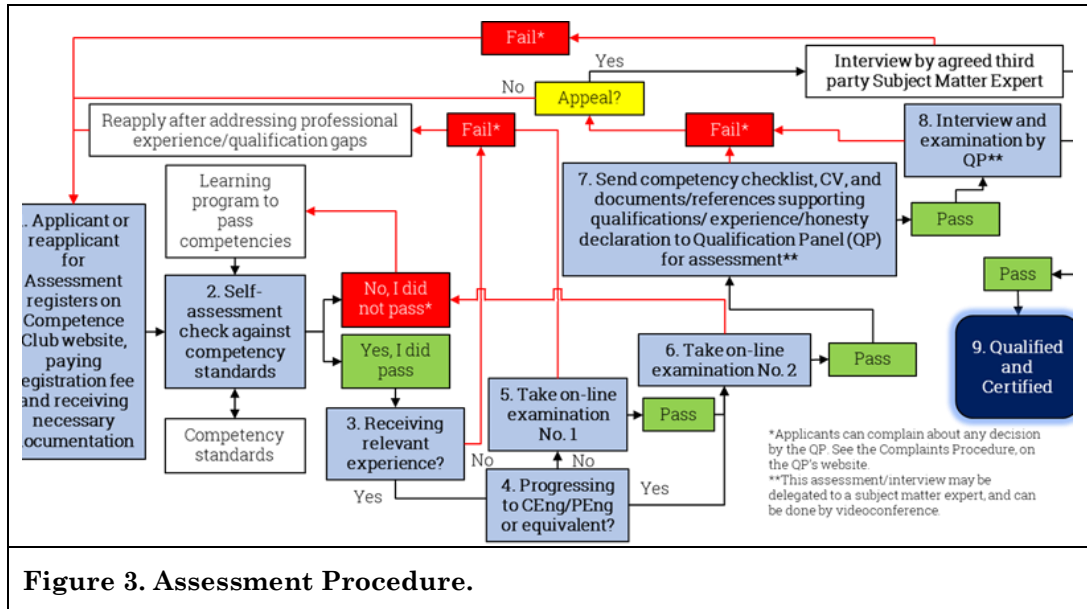 Fail*
Yes
Interview by agreed third
party Subject Matter Expert
No
Appeal?
Reapply after addressing professional
experience/qualification gaps
Fail*
Fail*
8. Interview and
examination by
QP**
Learning
program to
pass
competencies
7. Send competency checklist, CV, and
documents/references supporting
qualifications/ experience/honesty
declaration to Qualification Panel (QP)
for assessment**
Pass
. Applicant or
reapplicant
for
Assessment
registers on
Competence
Club website,
paying
registration fee
and receiving
necessary
documentation
2. Self-
assessment
check against
competency
standards
No, I did
not pass*
Yes, I did
pass
Competency
standards
3. Receiving
relevant
experience?
No
Yes
5. Take on-line
examination
No. 1
Pass
No
4. Progressing
to CEng/PEng
or equivalent?
Yes
6. Take on-line
examination No. 2
Pass
Pass
9. Qualified
and
Certified
*Applicants can complain about any decision
by the QP. See the Complaints Procedure, on
the QP's website.
**This assessment/interview may be
delegated to a subject matter expert, and can
be done by videoconference.
Figure 3. Assessment Procedure.